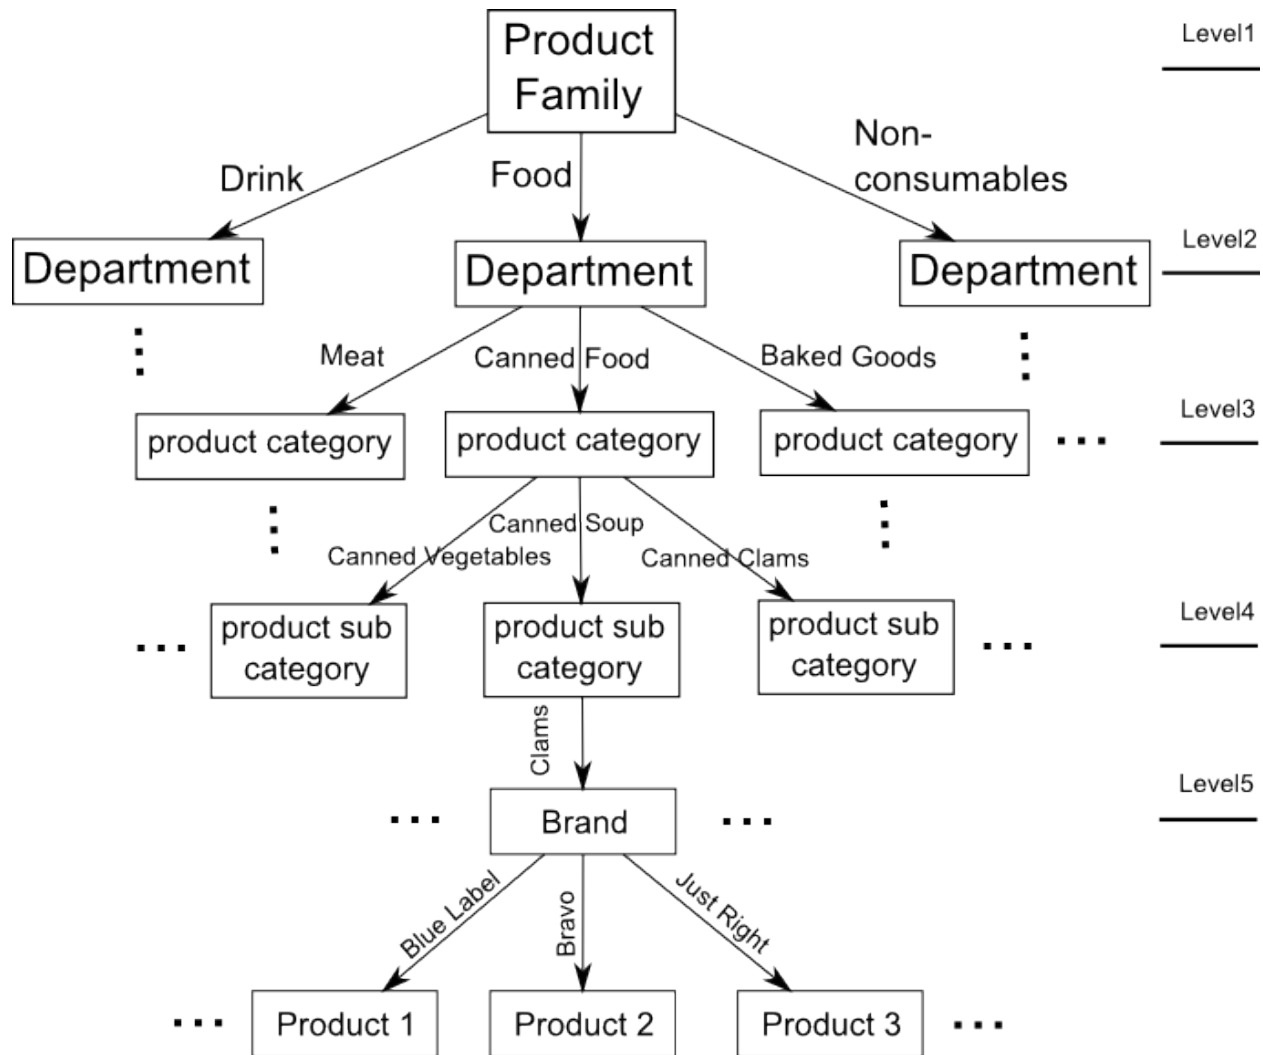 Product
Family
Level1
Drink
Food
Non-
consumables
Department
Department
Department
Level2
Meat
Canned Food
Baked Goods
product category
product category
product category
Level3
Canned Vegetables
Canned Soup
Canned Clams
product sub
category
product sub
category
product sub
category
Level4
Clams
Brand
Level5
Blue Label
Bravo
Just Right
Product 1
Product 2
Product 3